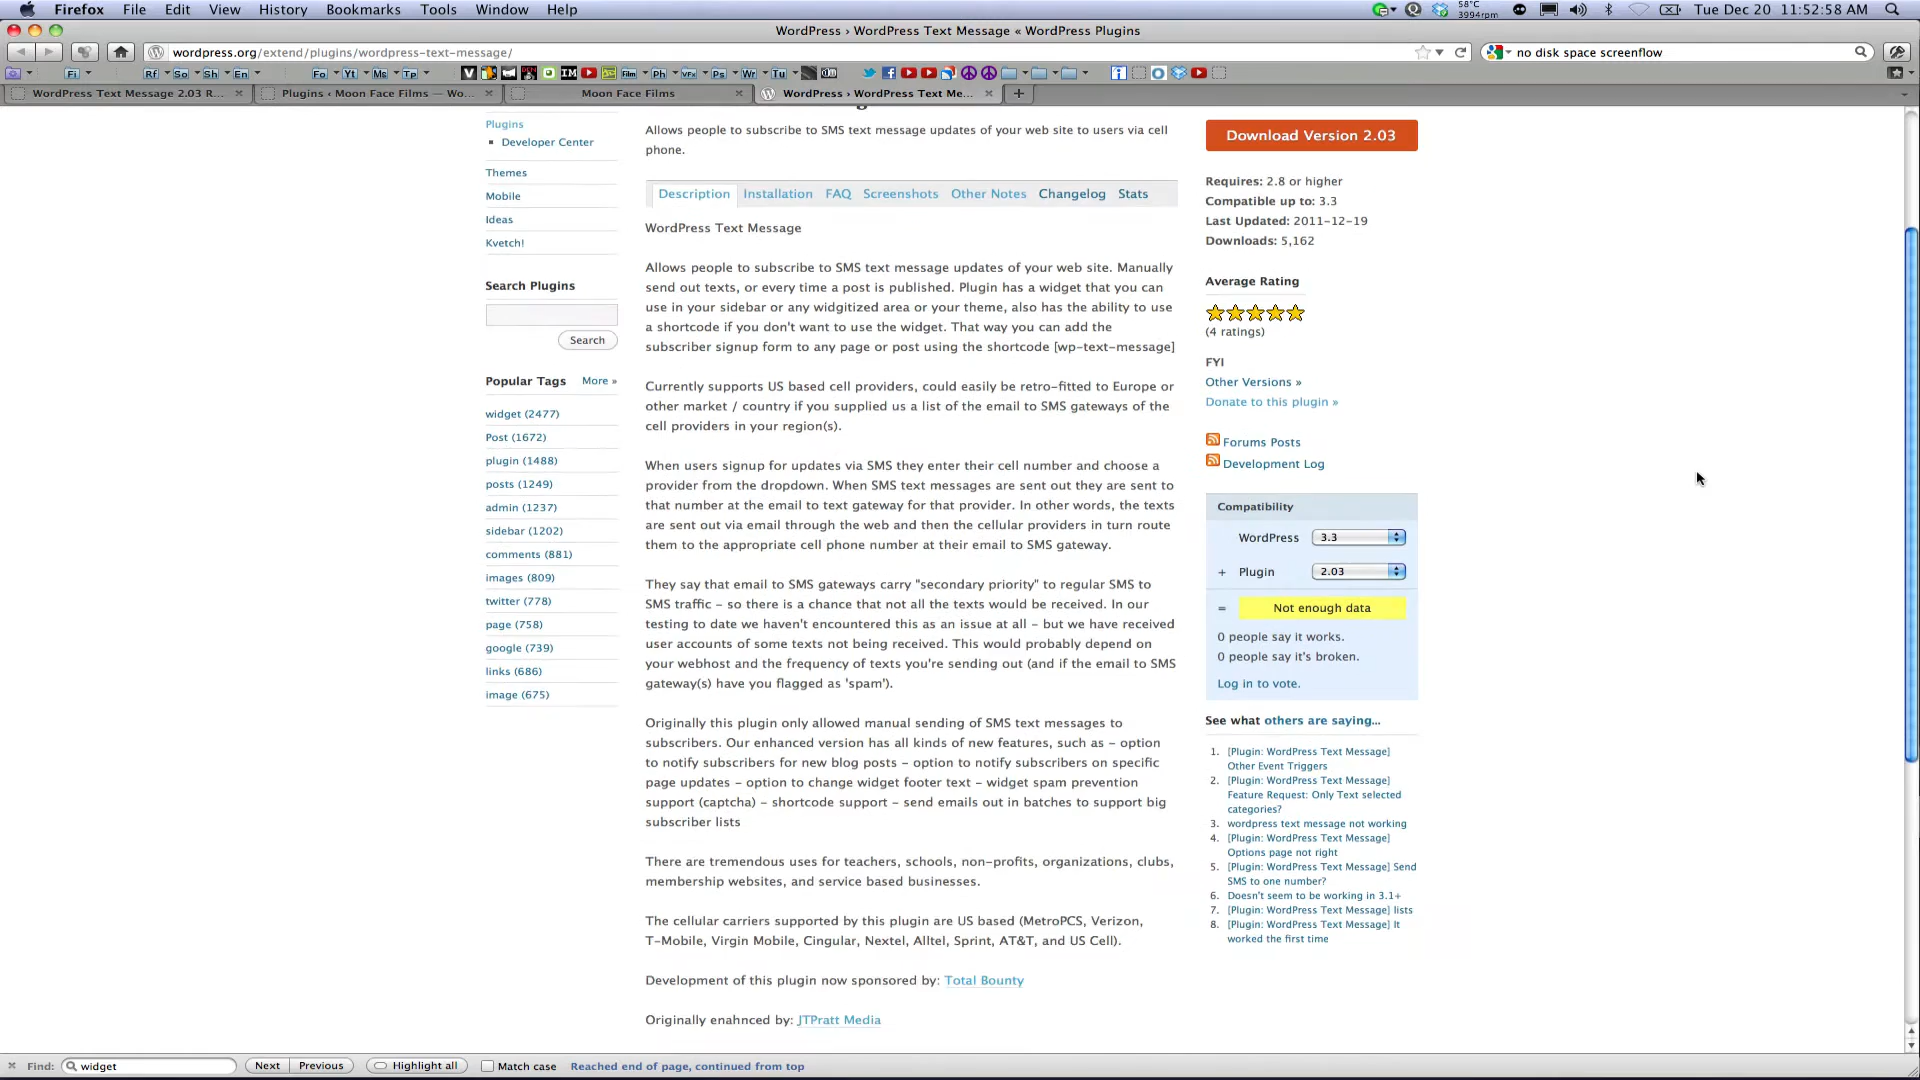 Firefox File Edit View History Bookmarks Tools Window Help
58°C
3994rpm
Tue Dec 20 11:52:58 AM
WordPress › WordPress Text Message « WordPress Plugins
wordpress.org/extend/plugins/wordpress-text-message/
no disk space screenflow
Fi Rf So Sh En Fo Yt Ms Tp V IM Film Ph VFx Ps Wr Tu
WordPress Text Message 2.03 R...
Plugins ‹ Moon Face Films — Wo...
Moon Face Films
WordPress › WordPress Text Me...
Plugins
Developer Center
Themes
Mobile
Ideas
Kvetch!
Search Plugins
Search
Popular Tags More »
widget (2477)
Post (1672)
plugin (1488)
posts (1249)
admin (1237)
sidebar (1202)
comments (881)
images (809)
twitter (778)
page (758)
google (739)
links (686)
image (675)
Allows people to subscribe to SMS text message updates of your web site to users via cell
phone.
Description Installation FAQ Screenshots Other Notes Changelog Stats
WordPress Text Message
Allows people to subscribe to SMS text message updates of your web site. Manually
send out texts, or every time a post is published. Plugin has a widget that you can
use in your sidebar or any widgitized area or your theme, also has the ability to use
a shortcode if you don't want to use the widget. That way you can add the
subscriber signup form to any page or post using the shortcode [wp-text-message]
Currently supports US based cell providers, could easily be retro-fitted to Europe or
other market / country if you supplied us a list of the email to SMS gateways of the
cell providers in your region(s).
When users signup for updates via SMS they enter their cell number and choose a
provider from the dropdown. When SMS text messages are sent out they are sent to
that number at the email to text gateway for that provider. In other words, the texts
are sent out via email through the web and then the cellular providers in turn route
them to the appropriate cell phone number at their email to SMS gateway.
They say that email to SMS gateways carry "secondary priority" to regular SMS to
SMS traffic – so there is a chance that not all the texts would be received. In our
testing to date we haven't encountered this as an issue at all – but we have received
user accounts of some texts not being received. This would probably depend on
your webhost and the frequency of texts you're sending out (and if the email to SMS
gateway(s) have you flagged as 'spam').
Originally this plugin only allowed manual sending of SMS text messages to
subscribers. Our enhanced version has all kinds of new features, such as – option
to notify subscribers for new blog posts – option to notify subscribers on specific
page updates – option to change widget footer text – widget spam prevention
support (captcha) – shortcode support – send emails out in batches to support big
subscriber lists
There are tremendous uses for teachers, schools, non-profits, organizations, clubs,
membership websites, and service based businesses.
The cellular carriers supported by this plugin are US based (MetroPCS, Verizon,
T-Mobile, Virgin Mobile, Cingular, Nextel, Alltel, Sprint, AT&T, and US Cell).
Development of this plugin now sponsored by: Total Bounty
Originally enahnced by: JTPratt Media
Download Version 2.03
Requires: 2.8 or higher
Compatible up to: 3.3
Last Updated: 2011-12-19
Downloads: 5,162
Average Rating
(4 ratings)
FYI
Other Versions »
Donate to this plugin »
Forums Posts
Development Log
Compatibility
WordPress 3.3
+ Plugin 2.03
= Not enough data
0 people say it works.
0 people say it's broken.
Log in to vote.
See what others are saying...
1. [Plugin: WordPress Text Message]
Other Event Triggers
2. [Plugin: WordPress Text Message]
Feature Request: Only Text selected
categories?
3. wordpress text message not working
4. [Plugin: WordPress Text Message]
Options page not right
5. [Plugin: WordPress Text Message] Send
SMS to one number?
6. Doesn't seem to be working in 3.1+
7. [Plugin: WordPress Text Message] lists
8. [Plugin: WordPress Text Message] It
worked the first time
Find: widget Next Previous Highlight all Match case Reached end of page, continued from top